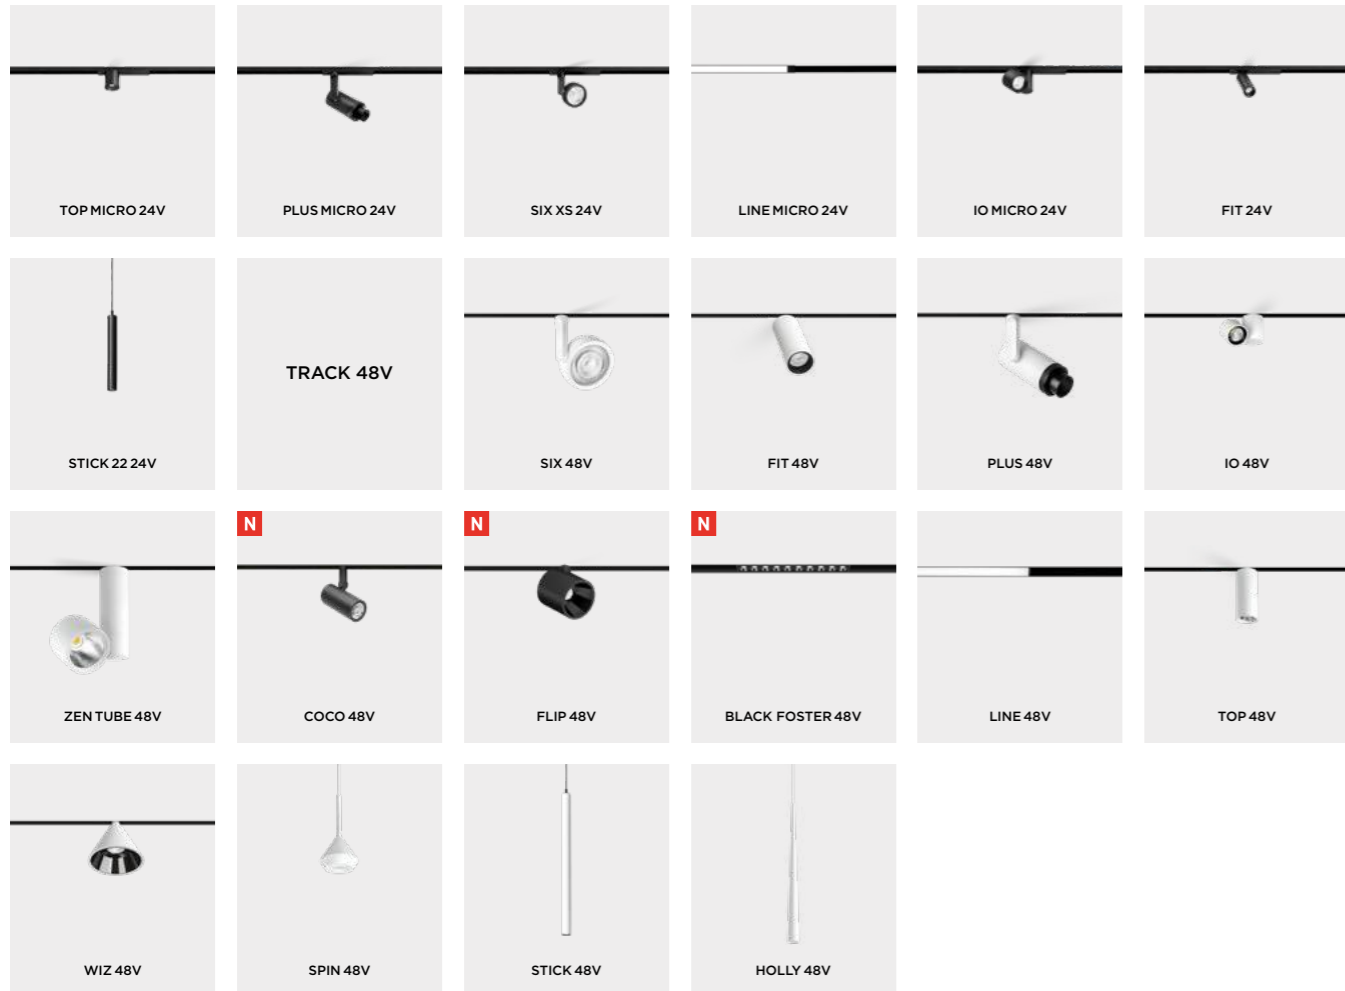 TOP MICRO 24V
PLUS MICRO 24V
SIX XS 24V
LINE MICRO 24V
IO MICRO 24V
FIT 24V
STICK 22 24V
TRACK 48V
SIX 48V
FIT 48V
PLUS 48V
IO 48V
ZEN TUBE 48V
N
COCO 48V
N
FLIP 48V
N
BLACK FOSTER 48V
LINE 48V
TOP 48V
WIZ 48V
SPIN 48V
STICK 48V
HOLLY 48V